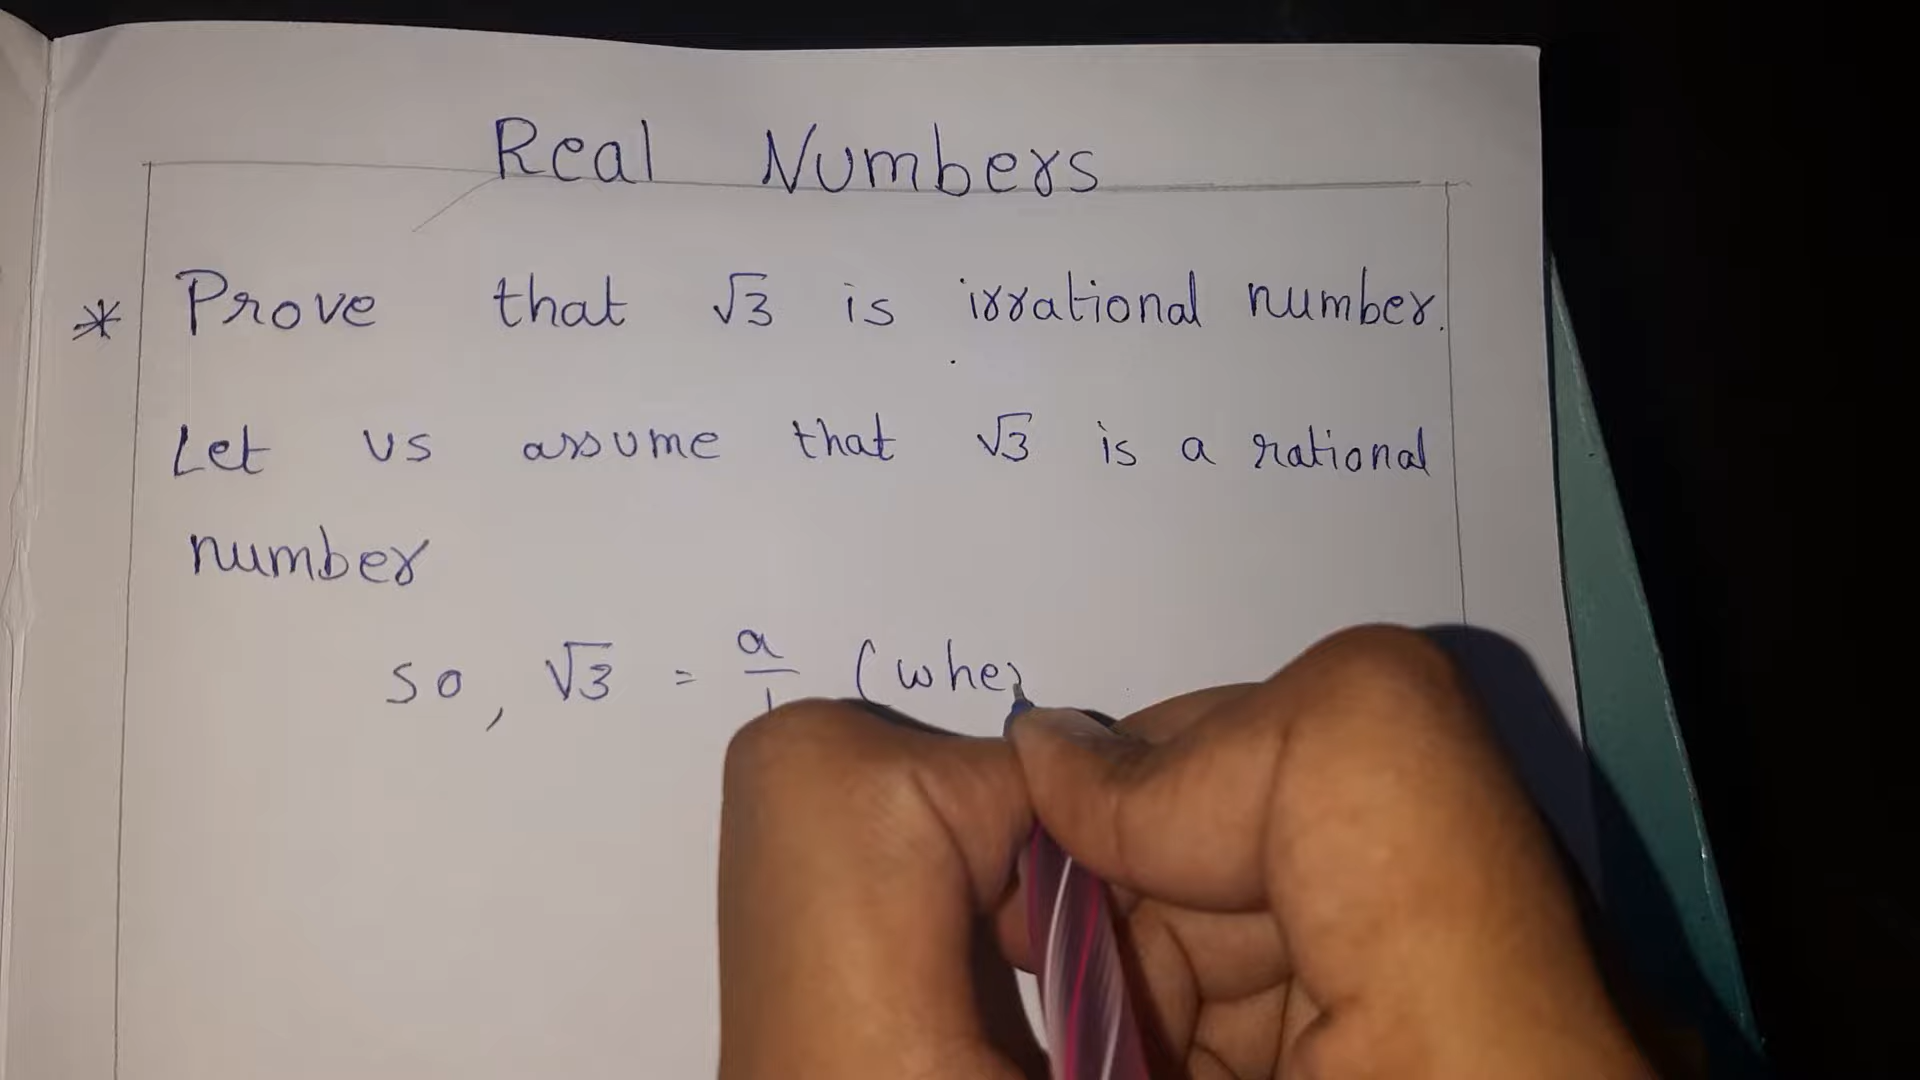 Real Numbers
* Prove that √3 is irrational number.
Let us assume that √3 is a rational
number
so, √3 = a/ (whe